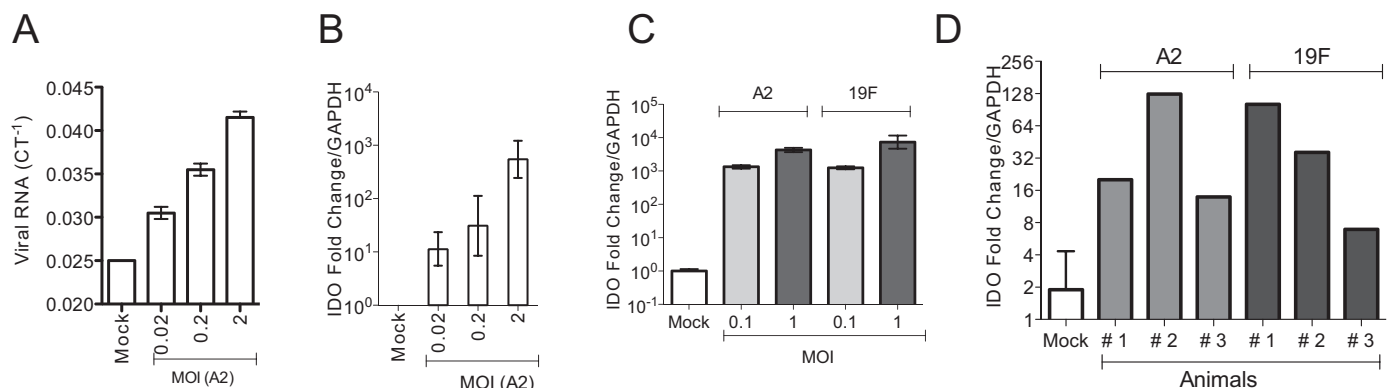 A
Viral RNA (CT⁻¹)
0.045
0.040
0.035
0.030
0.025
0.020
Mock
0.02
0.2
2
MOI (A2)
B
IDO Fold Change/GAPDH
10⁴
10³
10²
10¹
10⁰
Mock
0.02
0.2
2
MOI (A2)
C
IDO Fold Change/GAPDH
10⁵
10⁴
10³
10²
10¹
10⁰
10⁻¹
A2
19F
Mock
0.1
1
0.1
1
MOI
D
IDO Fold Change/GAPDH
256
128
64
32
16
8
4
2
1
A2
19F
Mock
# 1
# 2
# 3
# 1
# 2
# 3
Animals